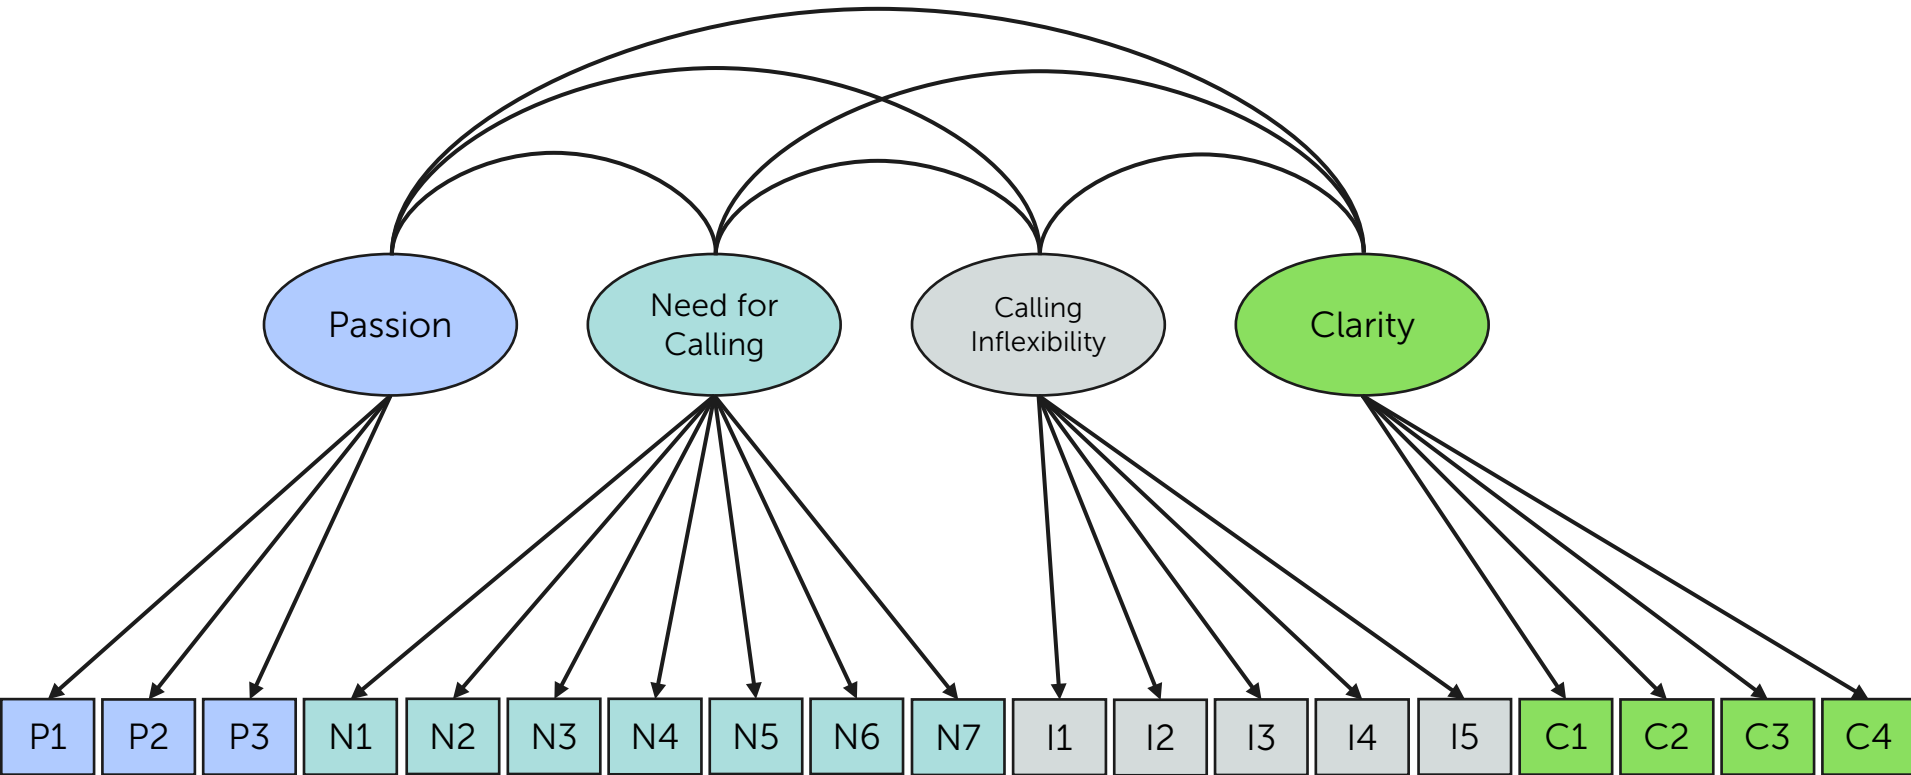 Passion
Need for
Calling
Calling
Inflexibility
Clarity
P1 P2 P3 N1 N2 N3 N4 N5 N6 N7 I1 I2 I3 I4 I5 C1 C2 C3 C4